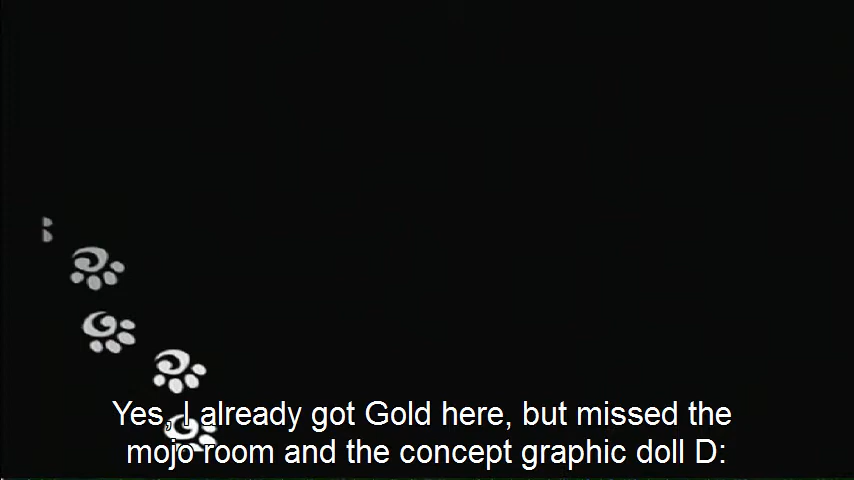 Yes, I already got Gold here, but missed the
mojo room and the concept graphic doll D: